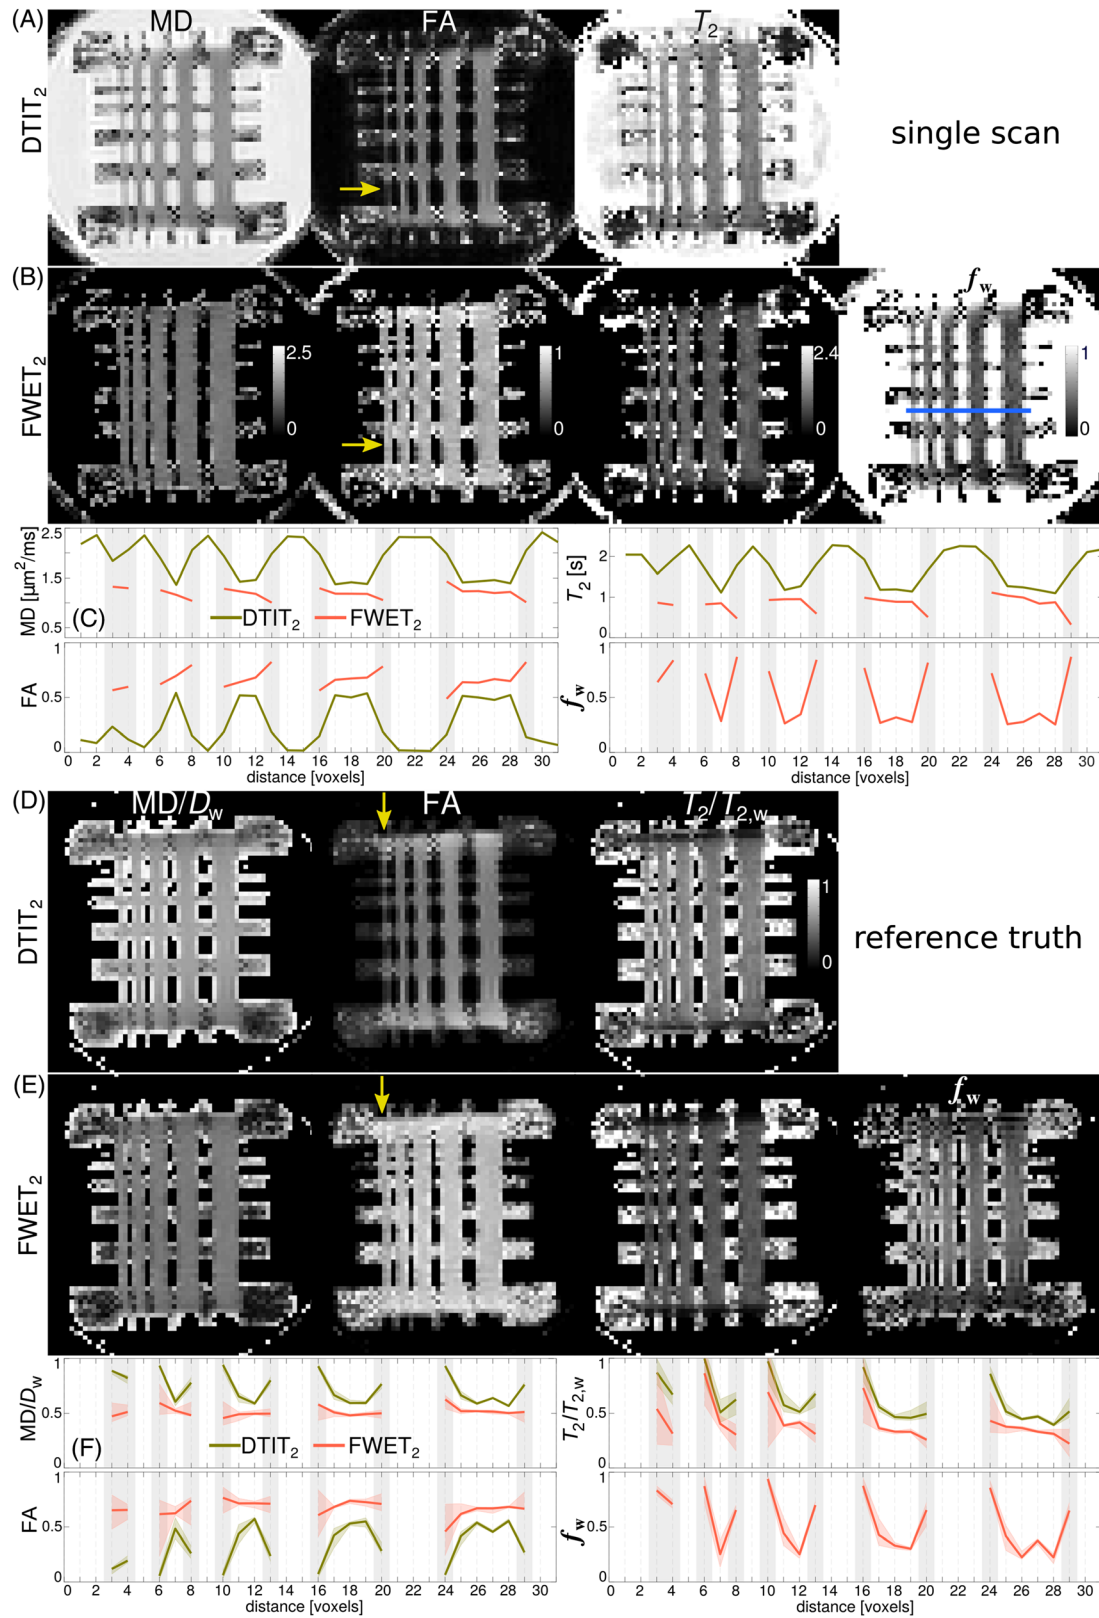 (A) MD FA T₂
DTIT₂
single scan
(B) f_w
FWET₂
2.5 1 2.4 1
0 0 0 0
MD [µm²/ms]
2.5
1.5
0.5
(C) DTIT₂ FWET₂
T₂ [s]
2
1
0
FA
1
0.5
0
f_w
1
0.5
0
0 2 4 6 8 10 12 14 16 18 20 22 24 26 28 30
distance [voxels]
0 2 4 6 8 10 12 14 16 18 20 22 24 26 28 30
distance [voxels]
(D) MD/D_w FA T₂/T₂,w
DTIT₂
1
0
reference truth
(E) f_w
FWET₂
MD/D_w
1
0.5
0
(F) DTIT₂ FWET₂
T₂/T₂,w
1
0.5
0
FA
1
0.5
0
f_w
1
0.5
0
0 2 4 6 8 10 12 14 16 18 20 22 24 26 28 30
distance [voxels]
0 2 4 6 8 10 12 14 16 18 20 22 24 26 28 30
distance [voxels]